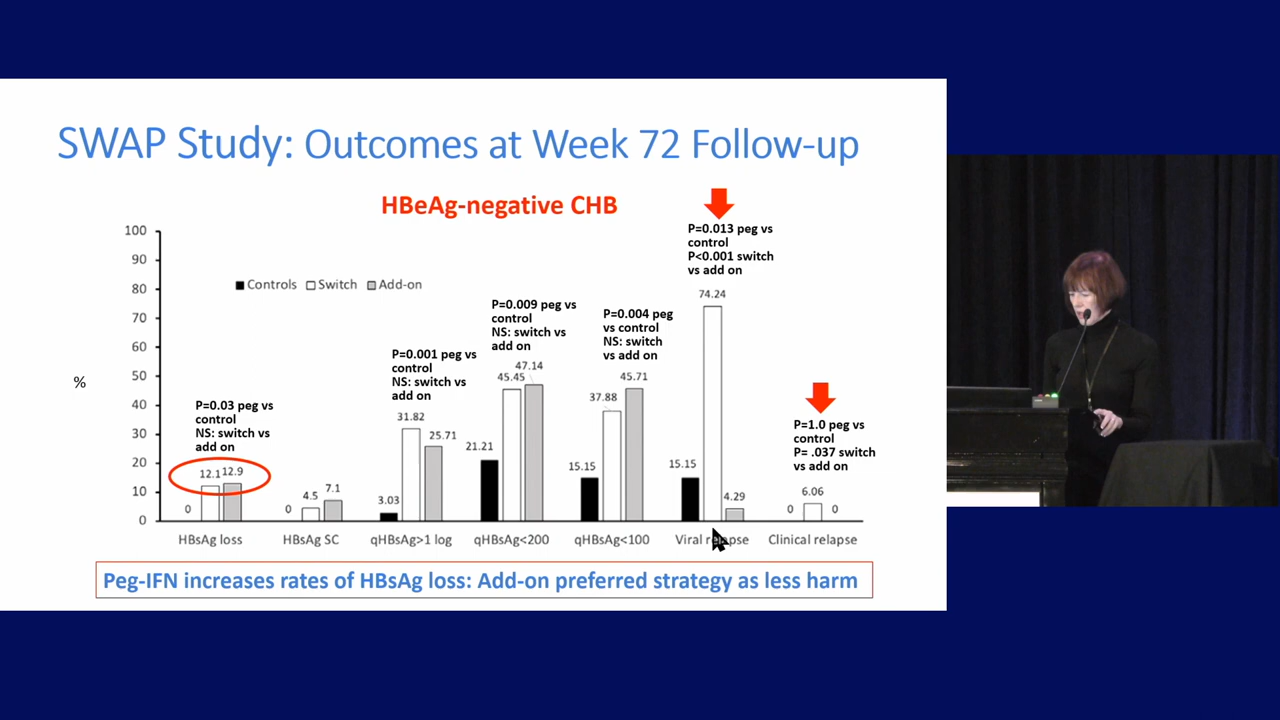 SWAP Study: Outcomes at Week 72 Follow-up
HBeAg-negative CHB
P=0.013 peg vs
control
P<0.001 switch
vs add on
100
90
80
70
60
50
40
30
20
10
0
%
Controls Switch Add-on
P=0.03 peg vs
control
NS: switch vs
add on
12.1 12.9
0
P=0.001 peg vs
control
NS: switch vs
add on
4.5 7.1
0
31.82
25.71
3.03
P=0.009 peg vs
control
NS: switch vs
add on
47.14
45.45
21.21
P=0.004 peg
vs control
NS: switch
vs add on
45.71
37.88
15.15
74.24
15.15
4.29
P=1.0 peg vs
control
P= .037 switch
vs add on
6.06
0 0
HBsAg loss HBsAg SC qHBsAg>1 log qHBsAg<200 qHBsAg<100 Viral relapse Clinical relapse
Peg-IFN increases rates of HBsAg loss: Add-on preferred strategy as less harm